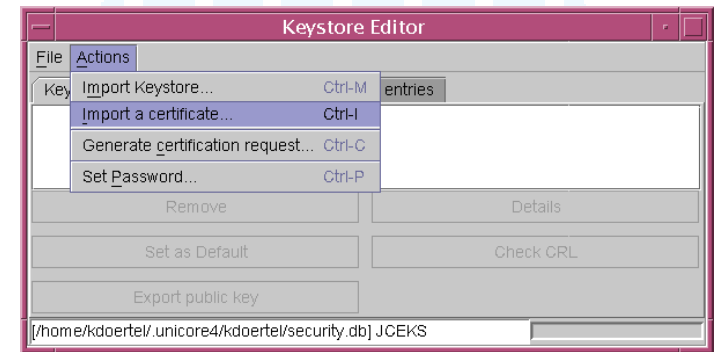 Keystore Editor
File Actions
Key entries
Import Keystore... Ctrl-M
Import a certificate... Ctrl-I
Generate certification request... Ctrl-C
Set Password... Ctrl-P
Remove Details
Set as Default Check CRL
Export public key
[/home/kdoertel/.unicore4/kdoertel/security.db] JCEKS